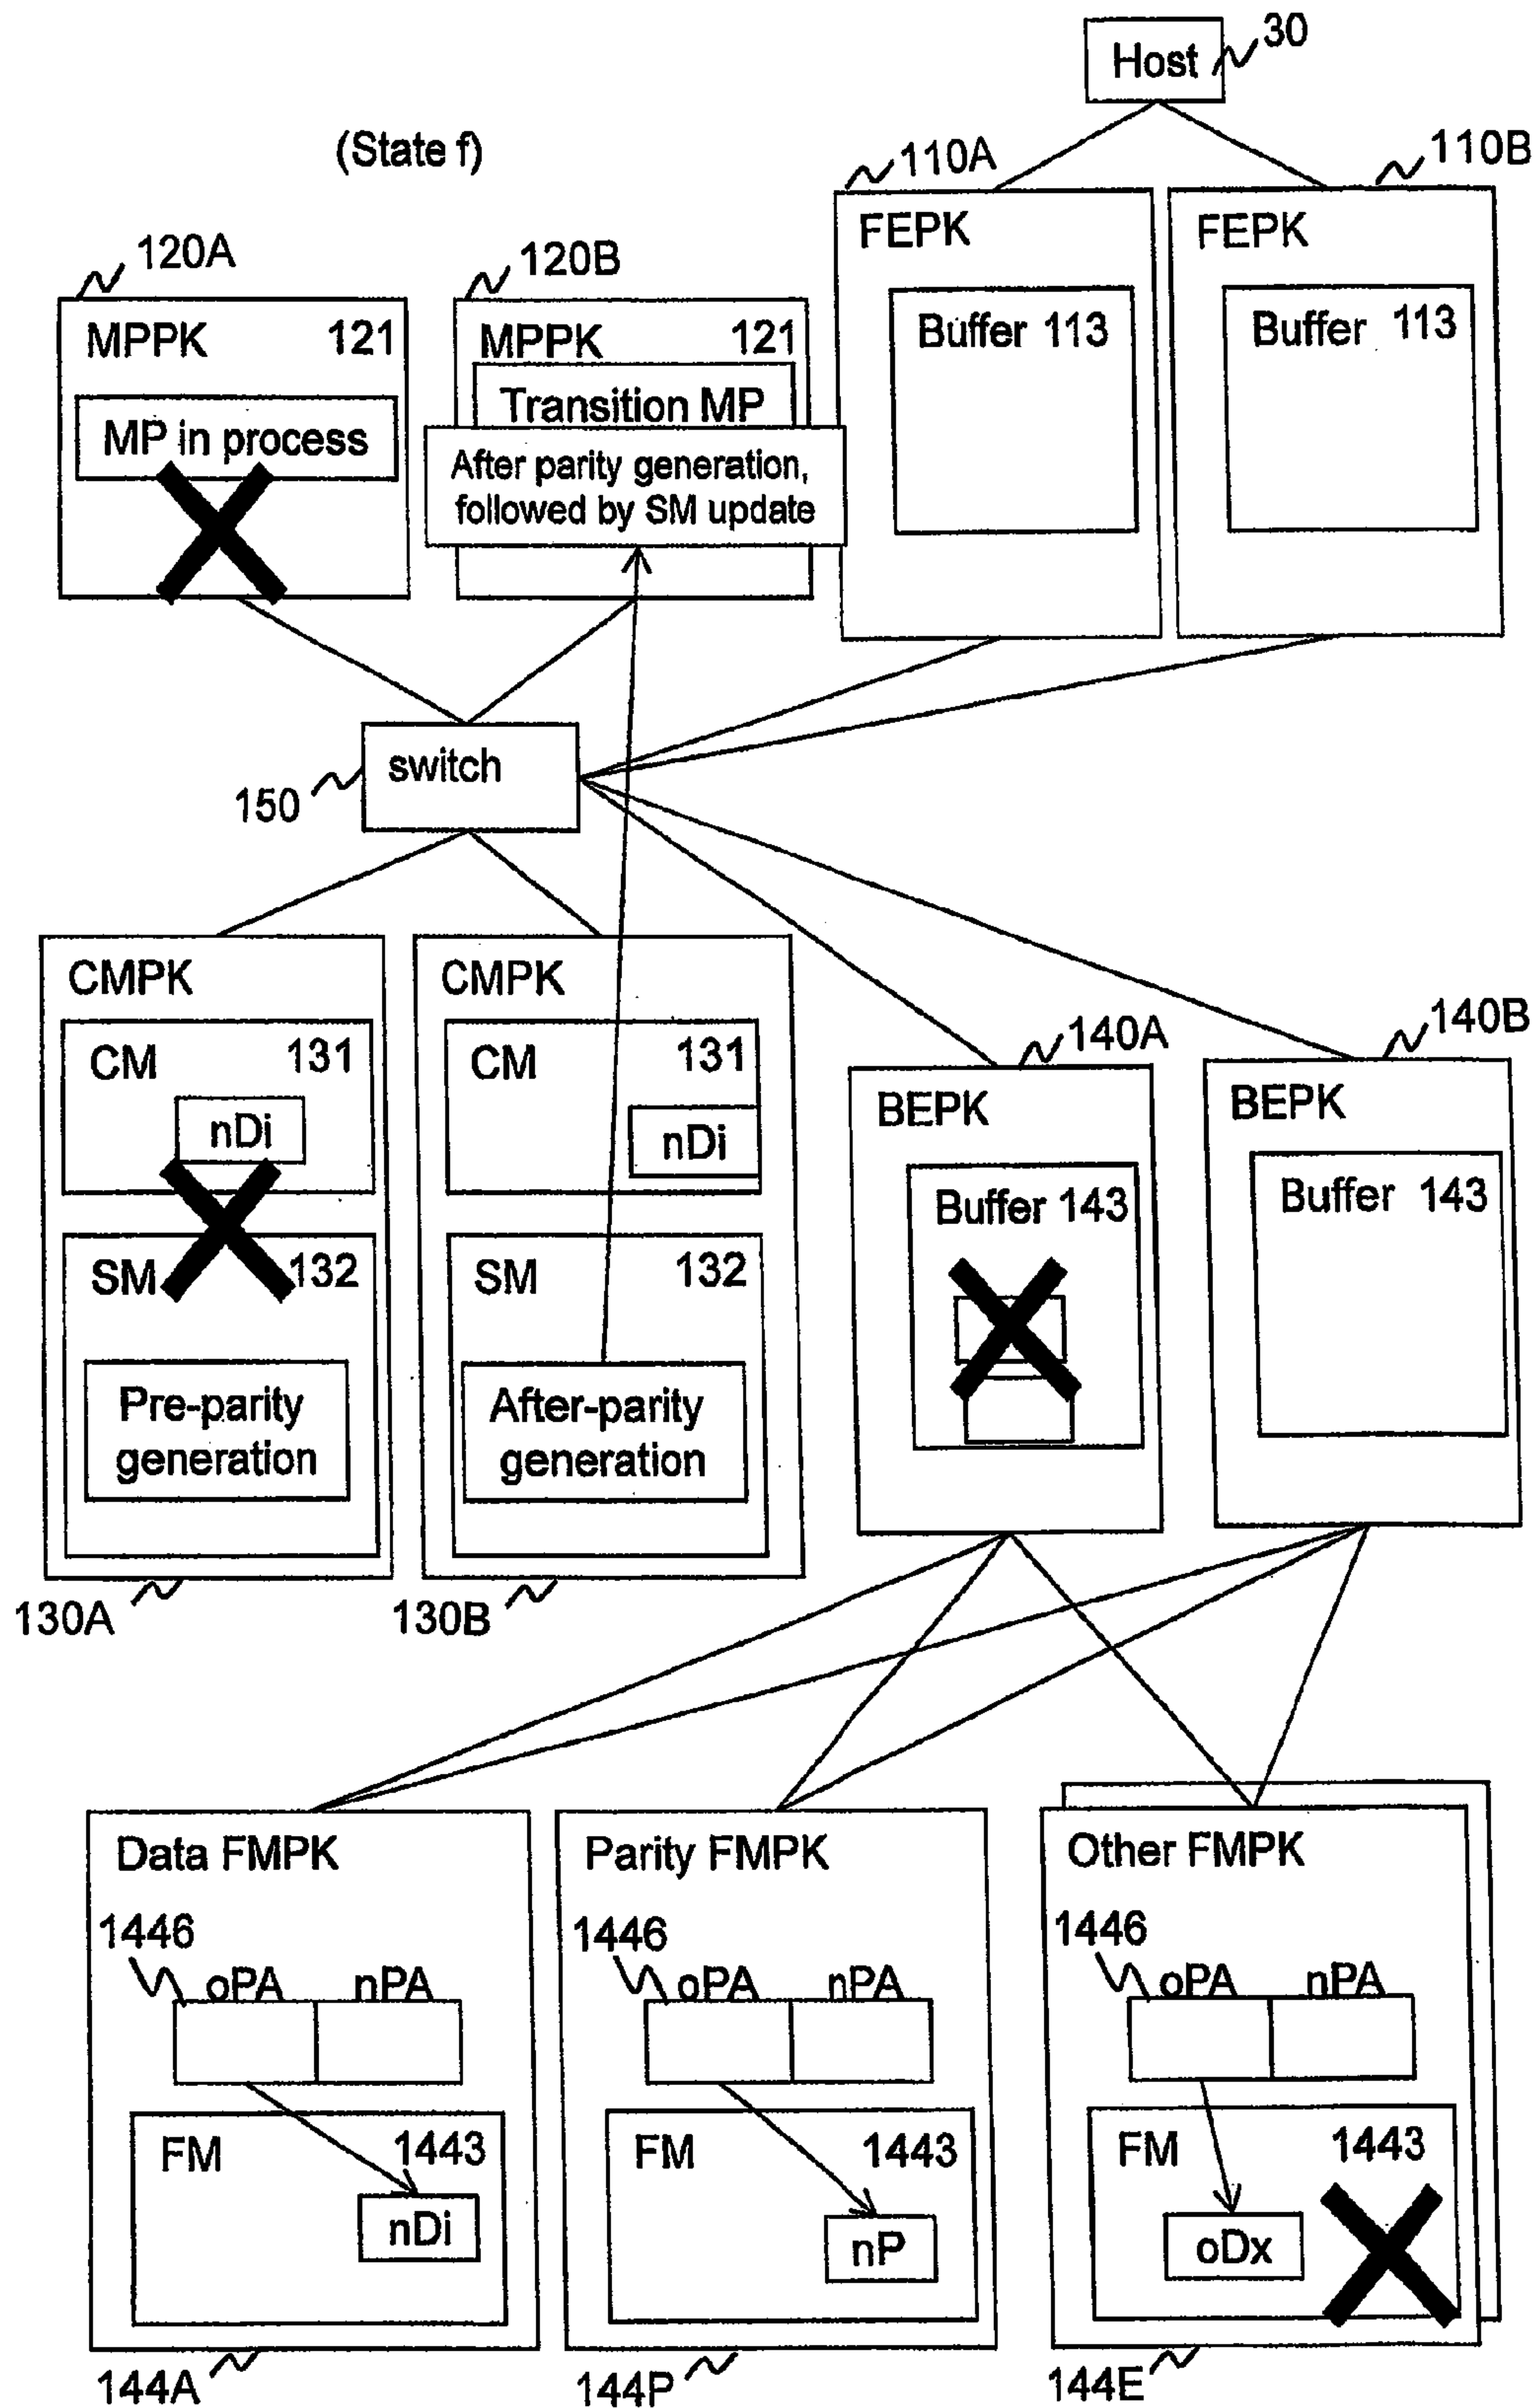 Host 30
(State f)
110A
110B
FEPK
FEPK
120A
120B
Buffer 113
Buffer 113
MPPK 121
MPPK 121
MP in process
Transition MP
After parity generation,
followed by SM update
switch
150
CMPK
CMPK
CM 131
CM 131
nDi
nDi
140A
140B
BEPK
BEPK
Buffer 143
Buffer 143
SM 132
SM 132
Pre-parity
generation
After-parity
generation
130A
130B
Data FMPK
Parity FMPK
Other FMPK
1446
1446
1446
oPA nPA
oPA nPA
oPA nPA
FM 1443
FM 1443
FM 1443
nDi
nP
oDx
144A
144P
144E